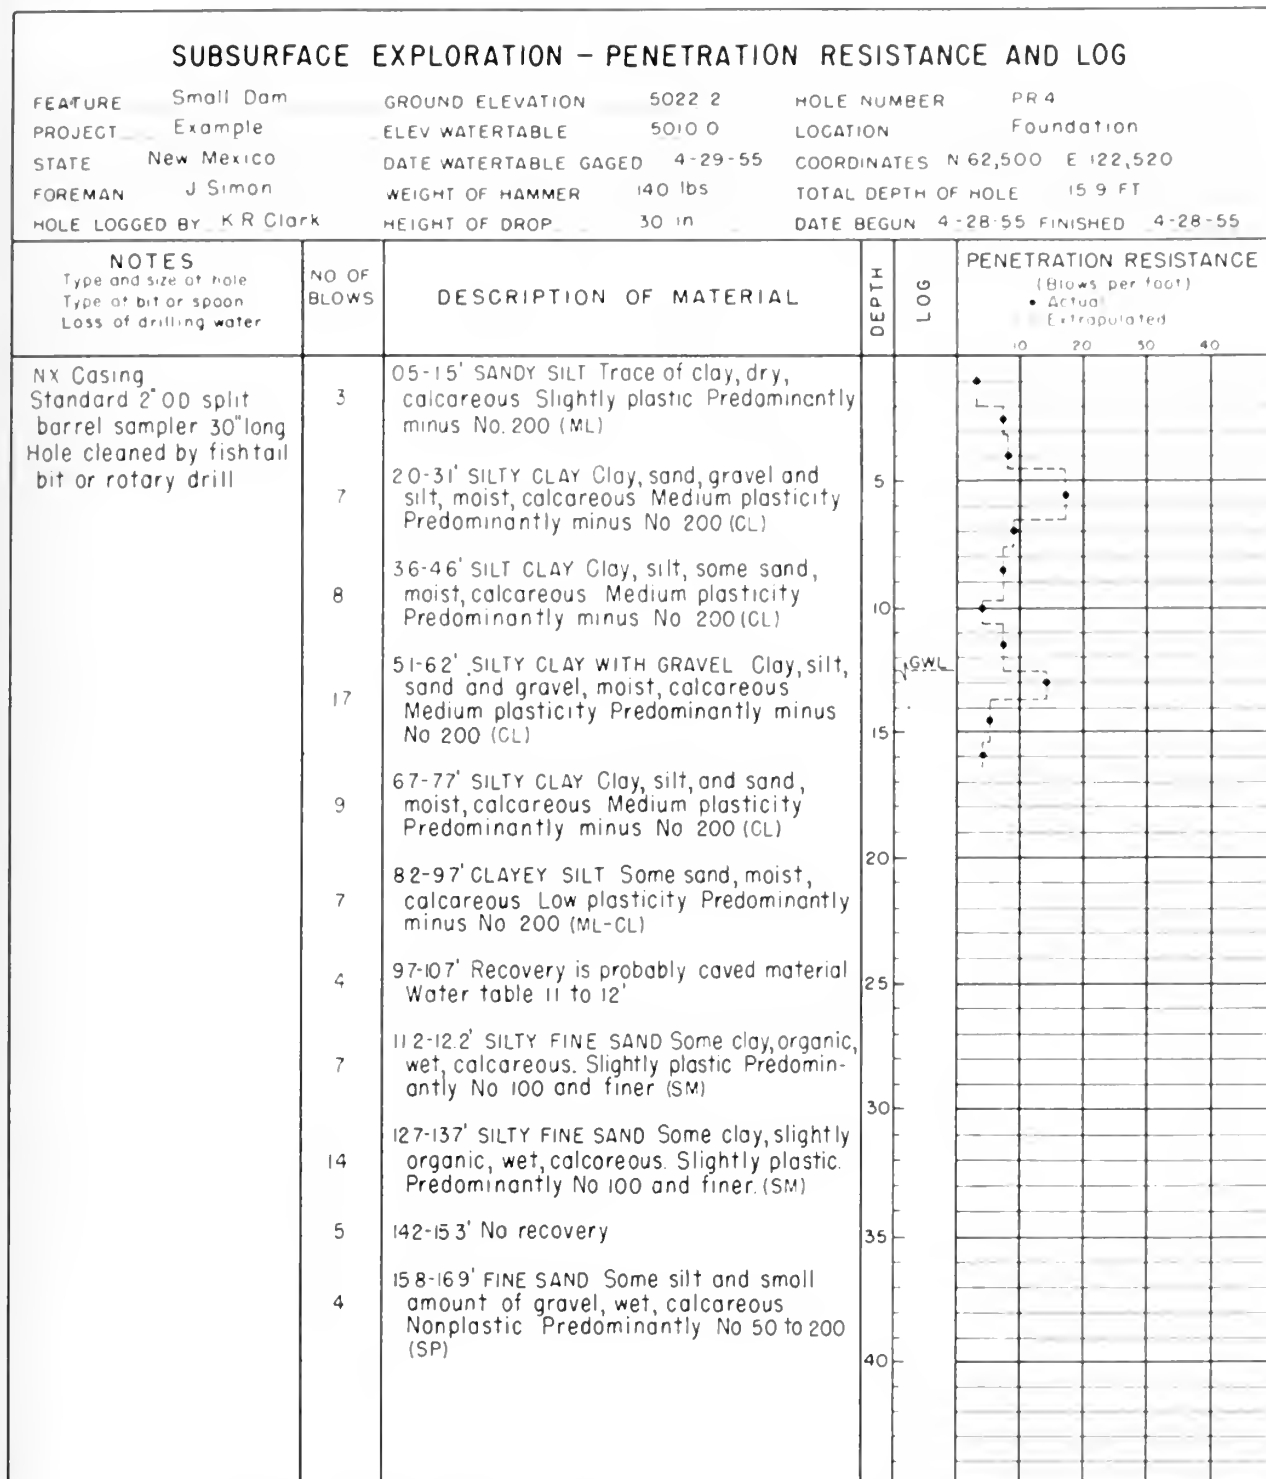 SUBSURFACE EXPLORATION – PENETRATION RESISTANCE AND LOG
FEATURE Small Dam GROUND ELEVATION 5022 2 HOLE NUMBER PR 4
PROJECT Example ELEV WATERTABLE 5010 0 LOCATION Foundation
STATE New Mexico DATE WATERTABLE GAGED 4-29-55 COORDINATES N 62,500 E 122,520
FOREMAN J Simon WEIGHT OF HAMMER 140 lbs TOTAL DEPTH OF HOLE 15 9 FT
HOLE LOGGED BY K R Clark HEIGHT OF DROP 30 in DATE BEGUN 4-28-55 FINISHED 4-28-55
NOTES
Type and size of hole
Type of bit or spoon
Loss of drilling water
NO OF
BLOWS
DESCRIPTION OF MATERIAL
DEPTH
LOG
PENETRATION RESISTANCE
(Blows per foot)
• Actual
Extrapolated
10 20 30 40
NX Casing
Standard 2" OD split
barrel sampler 30" long
Hole cleaned by fishtail
bit or rotary drill
3
05-15' SANDY SILT Trace of clay, dry,
calcareous Slightly plastic Predominantly
minus No. 200 (ML)
7
20-31' SILTY CLAY Clay, sand, gravel and
silt, moist, calcareous Medium plasticity
Predominantly minus No 200 (CL)
8
36-46' SILT CLAY Clay, silt, some sand,
moist, calcareous Medium plasticity
Predominantly minus No 200 (CL)
17
51-62' SILTY CLAY WITH GRAVEL Clay, silt,
sand and gravel, moist, calcareous
Medium plasticity Predominantly minus
No 200 (CL)
9
67-77' SILTY CLAY Clay, silt, and sand,
moist, calcareous Medium plasticity
Predominantly minus No 200 (CL)
7
82-97' CLAYEY SILT Some sand, moist,
calcareous Low plasticity Predominantly
minus No 200 (ML-CL)
4
97-107' Recovery is probably caved material
Water table 11 to 12'
7
11 2-12.2' SILTY FINE SAND Some clay, organic,
wet, calcareous. Slightly plastic Predomin-
antly No 100 and finer (SM)
14
127-137' SILTY FINE SAND Some clay, slightly
organic, wet, calcoreous. Slightly plastic.
Predominantly No 100 and finer. (SM)
5
142-15 3' No recovery
4
15 8-16 9' FINE SAND Some silt and small
amount of gravel, wet, calcareous
Nonplastic Predominantly No 50 to 200
(SP)
5
10
GWL
15
20
25
30
35
40